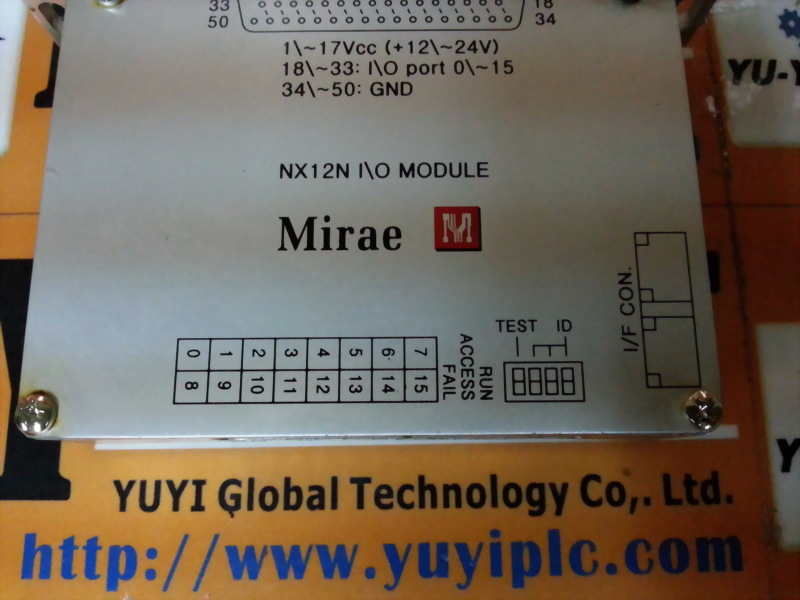 33 18
50 34
1\~17Vcc (+12\~24V)
18\~33: I\O port 0\~15
34\~50: GND
YU-Y
NX12N I\O MODULE
Mirae
I/F CON.
TEST ID
0 1 2 3 4 5 6 7
8 9 10 11 12 13 14 15
RUN
ACCESS
FAIL
YUYI Global Technology Co,. Ltd.
http://www.yuyiplc.com